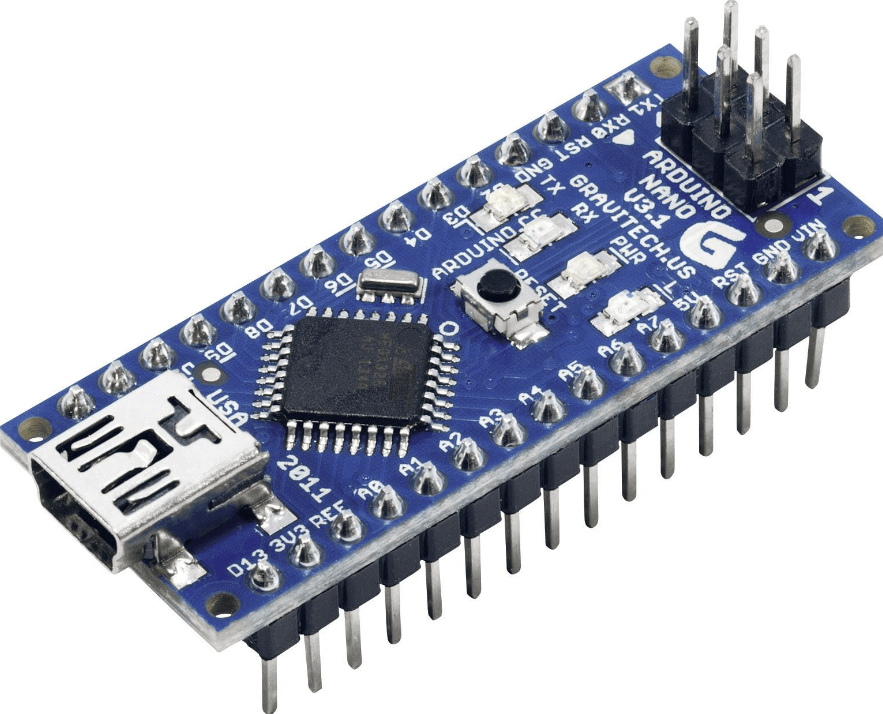 TX1
RX0
RST
GND
D2
D3
D4
D5
D6
D7
D8
D9
TX
RX
PWR
L
ARDUINO.CC
RESET
ARDUINO
NANO
V3.1
GRAVITECH.US
G
1
USA
2011
D13
3V3
REF
A0
A1
A2
A3
A4
A5
A6
A7
5V
RST
GND
VIN